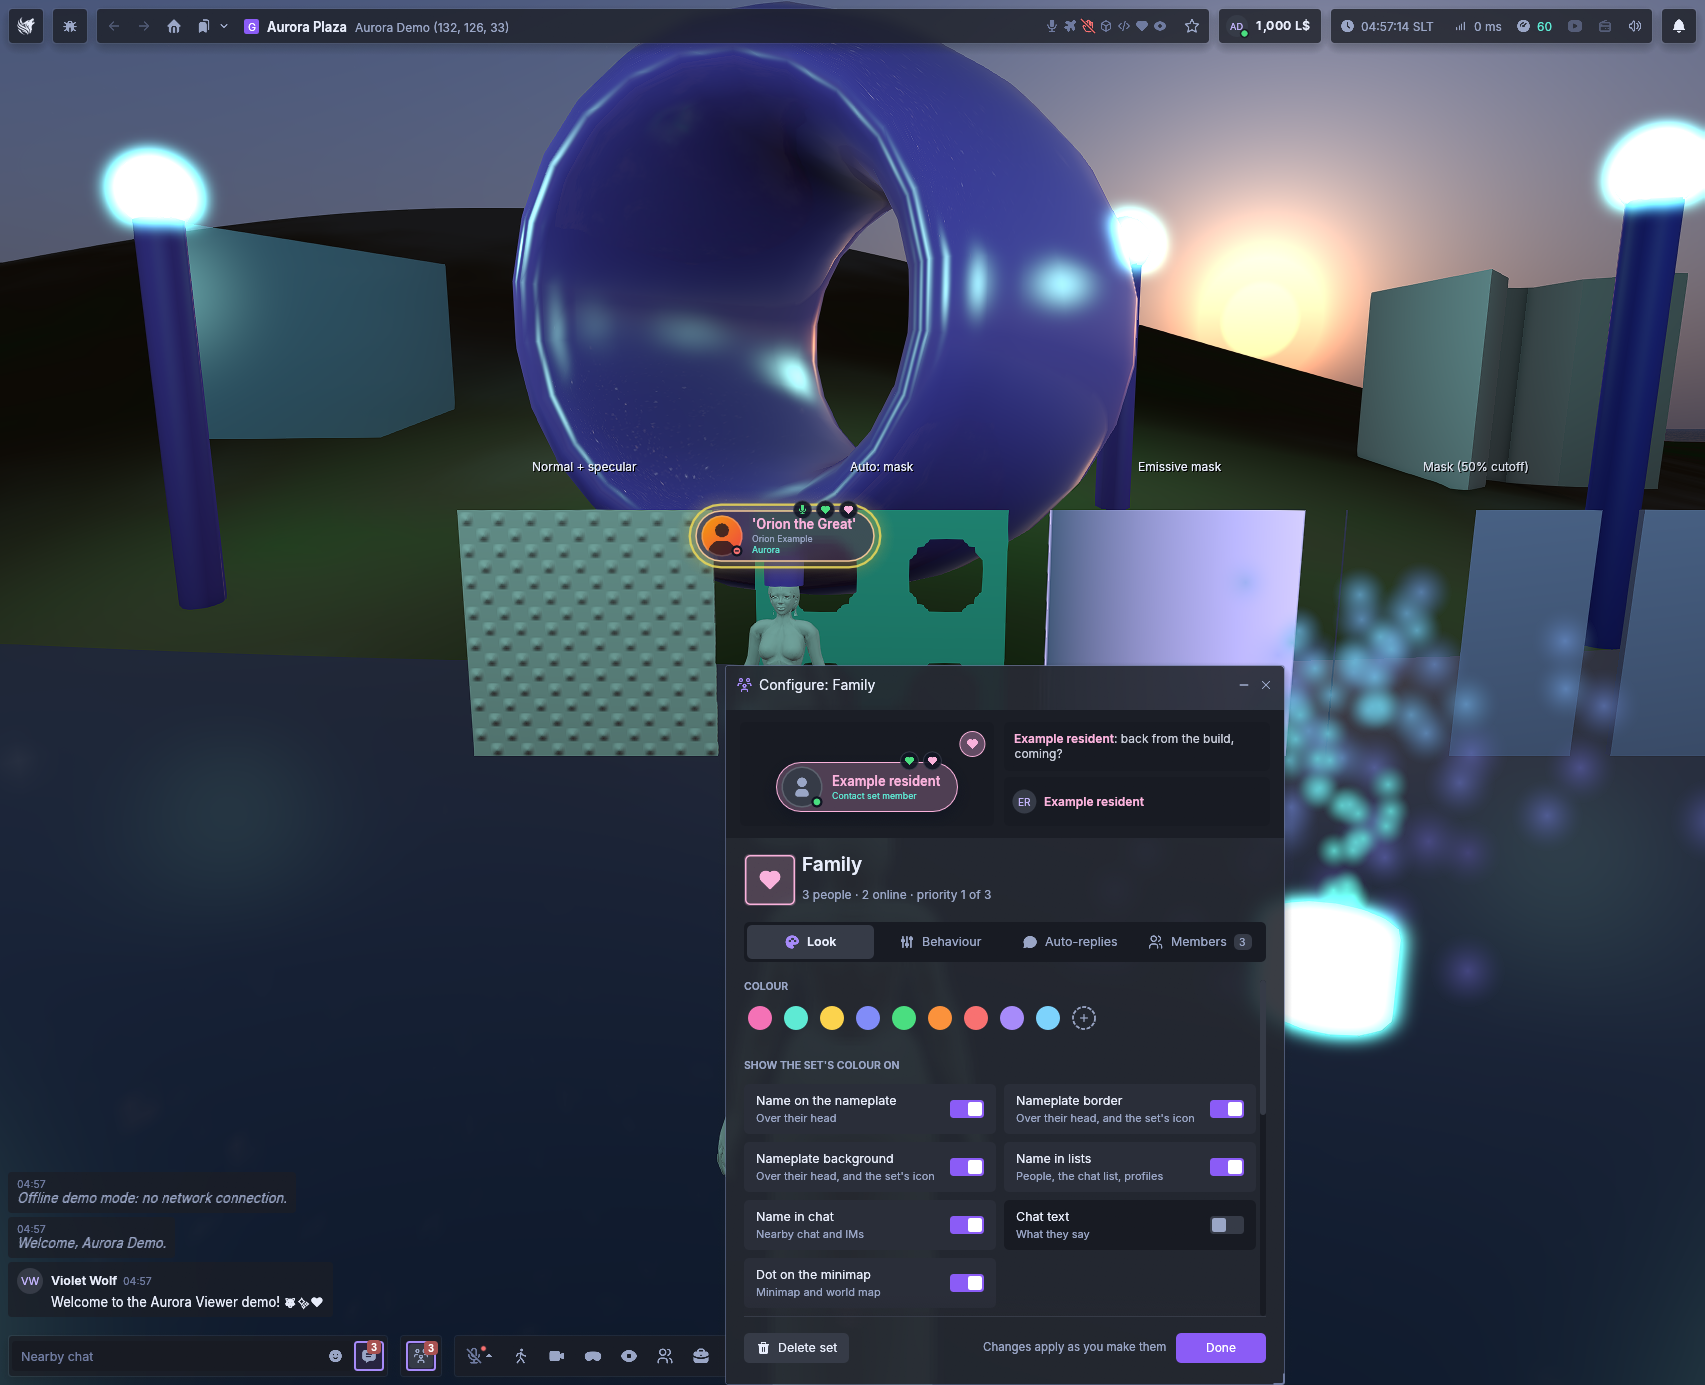 G Aurora Plaza Aurora Demo (132, 126, 33)
AD 1,000 L$
04:57:14 SLT 0 ms 60
Normal + specular
Auto: mask
Emissive mask
Mask (50% cutoff)
'Orion the Great'
Orion Example
Aurora
Configure: Family
Example resident
Contact set member
Example resident: back from the build,
coming?
ER Example resident
Family
3 people · 2 online · priority 1 of 3
Look Behaviour Auto-replies Members 3
COLOUR
SHOW THE SET'S COLOUR ON
Name on the nameplate
Over their head
Nameplate border
Over their head, and the set's icon
Nameplate background
Over their head, and the set's icon
Name in lists
People, the chat list, profiles
Name in chat
Nearby chat and IMs
Chat text
What they say
Dot on the minimap
Minimap and world map
Delete set
Changes apply as you make them
Done
04:57
Offline demo mode: no network connection.
04:57
Welcome, Aurora Demo.
VW Violet Wolf 04:57
Welcome to the Aurora Viewer demo!
Nearby chat
3
3